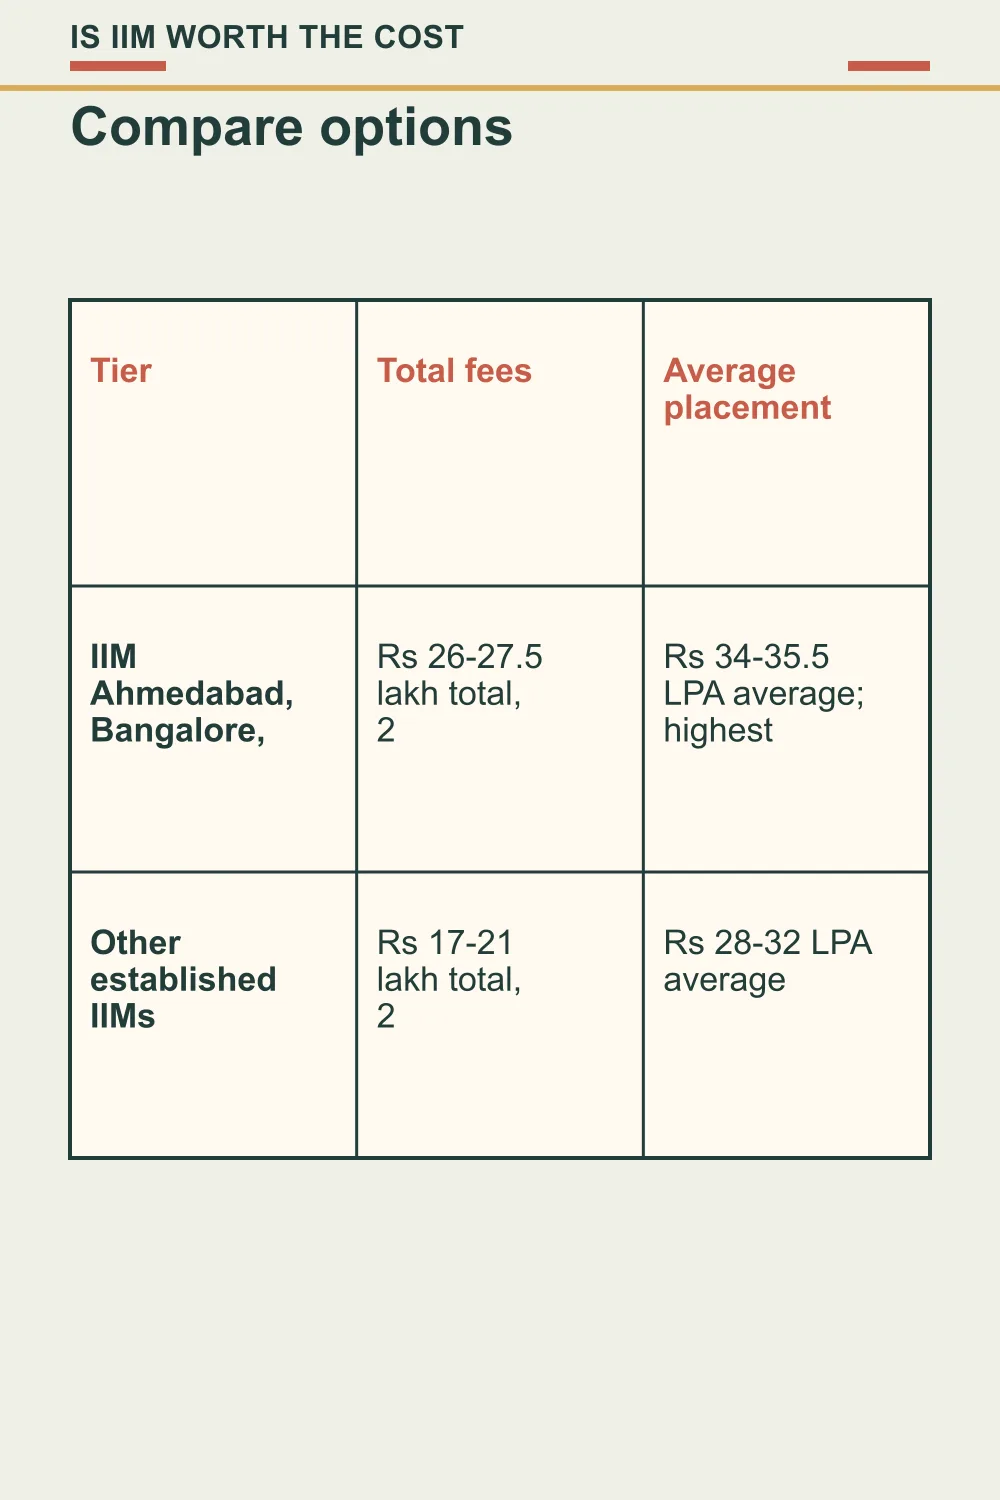 IS IIM WORTH THE COST
Compare options
Tier
Total fees
Average
placement
IIM
Ahmedabad,
Bangalore,
Rs 26-27.5
lakh total,
2
Rs 34-35.5
LPA average;
highest
Other
established
IIMs
Rs 17-21
lakh total,
2
Rs 28-32 LPA
average